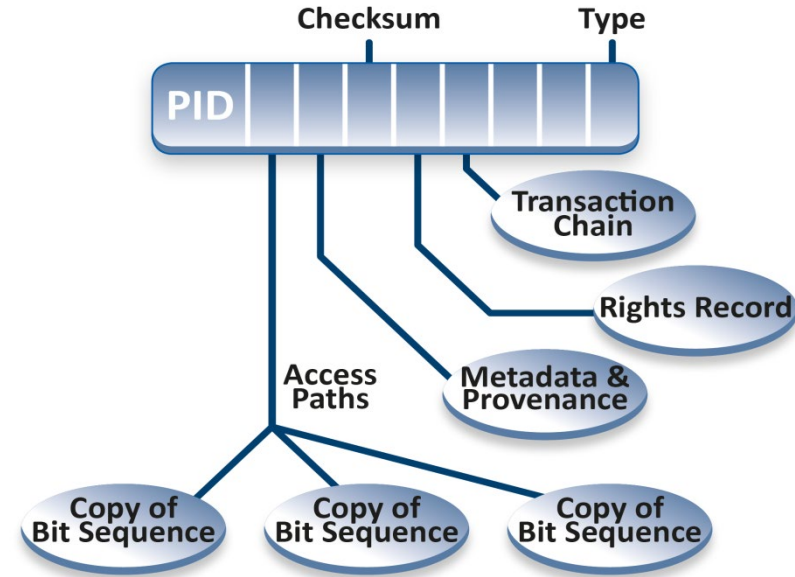 Checksum
Type
PID
Transaction
Chain
Rights Record
Access
Paths
Metadata &
Provenance
Copy of
Bit Sequence
Copy of
Bit Sequence
Copy of
Bit Sequence